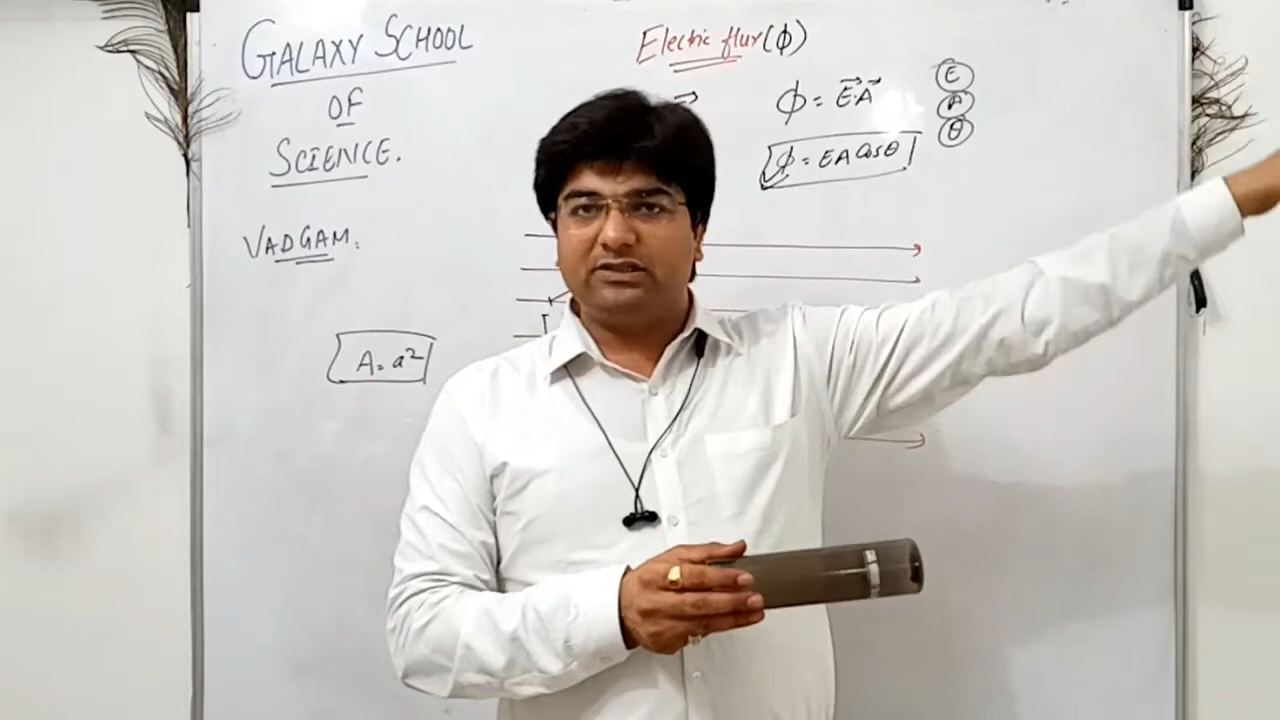 GALAXY SCHOOL
OF
SCIENCE.
VADGAM.
A = a²
Electric flux (ϕ)
ϕ = E⃗.A⃗
ϕ = EA Cosθ
E
A
θ